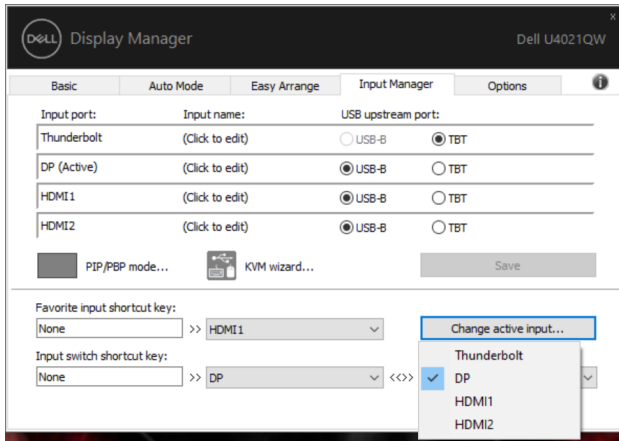 x
DELL Display Manager Dell U4021QW
Basic Auto Mode Easy Arrange Input Manager Options i
Input port: Input name: USB upstream port:
Thunderbolt (Click to edit) USB-B TBT
DP (Active) (Click to edit) USB-B TBT
HDMI1 (Click to edit) USB-B TBT
HDMI2 (Click to edit) USB-B TBT
PIP/PBP mode... KVM wizard... Save
Favorite input shortcut key:
None >> HDMI1 Change active input...
Input switch shortcut key:
None >> DP <<>>
Thunderbolt
DP
HDMI1
HDMI2